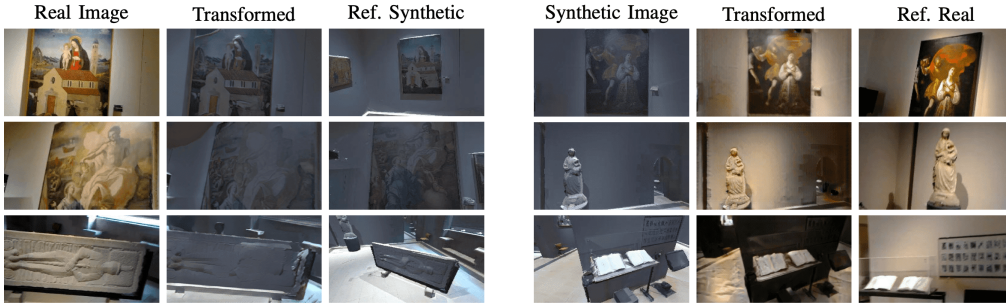 Real Image
Transformed
Ref. Synthetic
Synthetic Image
Transformed
Ref. Real